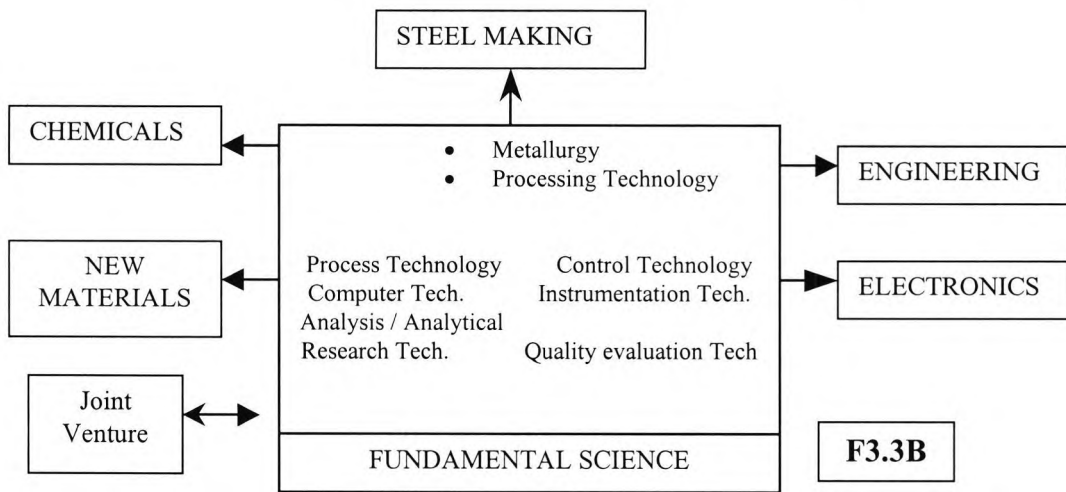 STEEL MAKING
CHEMICALS
• Metallurgy
• Processing Technology
ENGINEERING
NEW
MATERIALS
Process Technology
Computer Tech.
Analysis / Analytical
Research Tech.
Control Technology
Instrumentation Tech.
Quality evaluation Tech
ELECTRONICS
Joint
Venture
FUNDAMENTAL SCIENCE
F3.3B